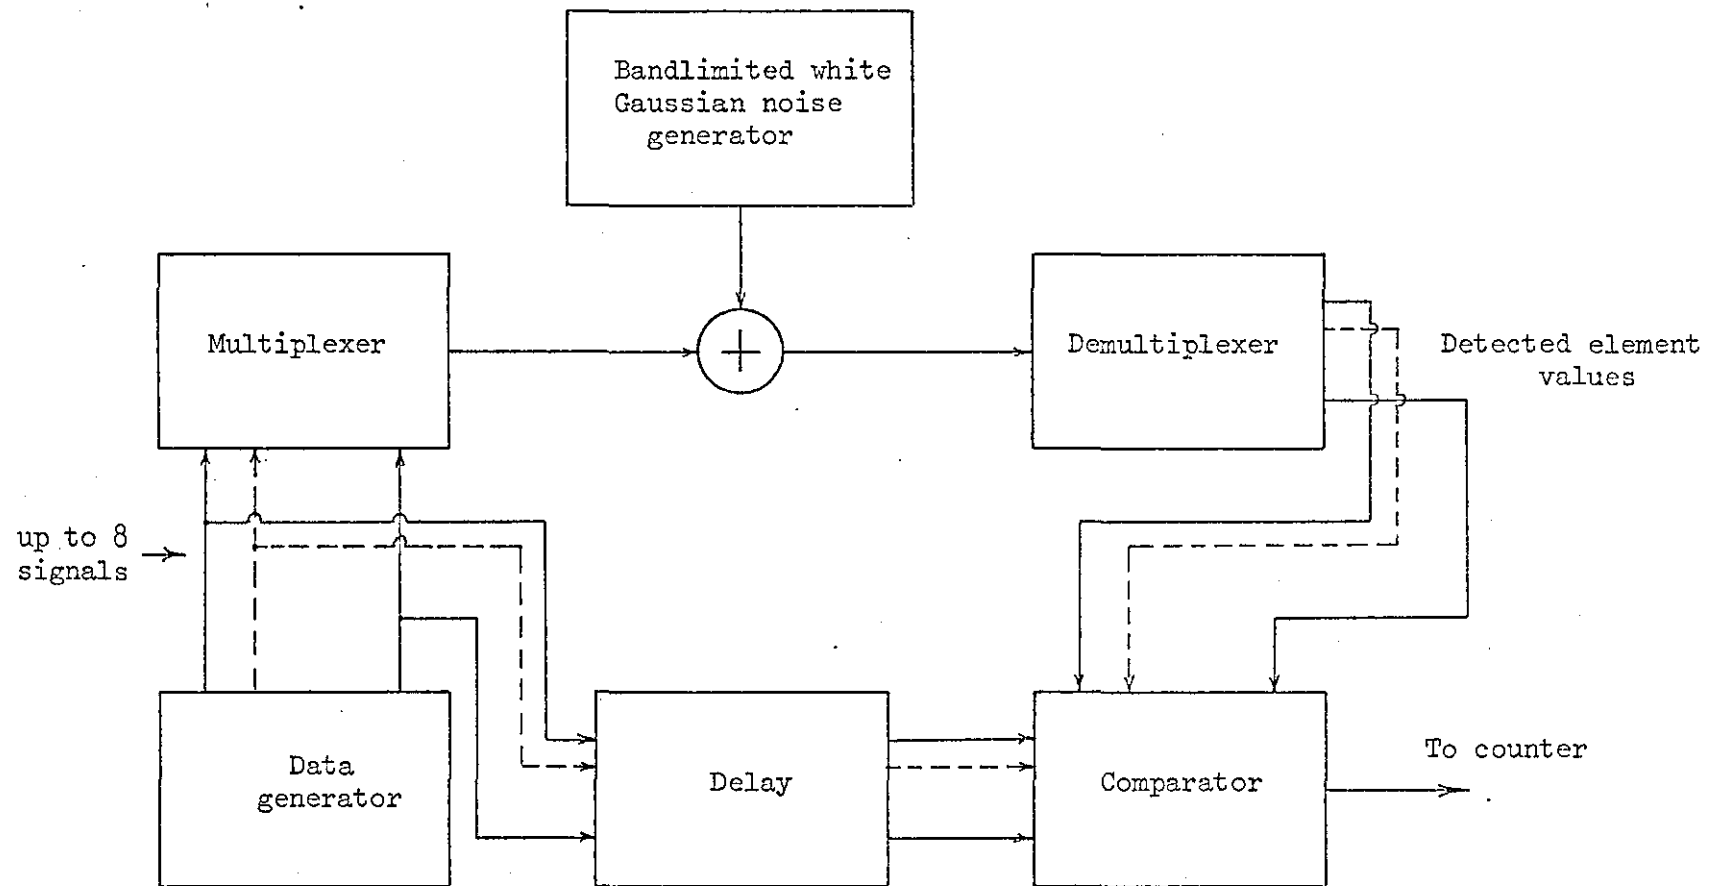 Bandlimited white
Gaussian noise
generator
Multiplexer
Demultiplexer
Detected element
values
up to 8
signals
Data
generator
Delay
Comparator
To counter